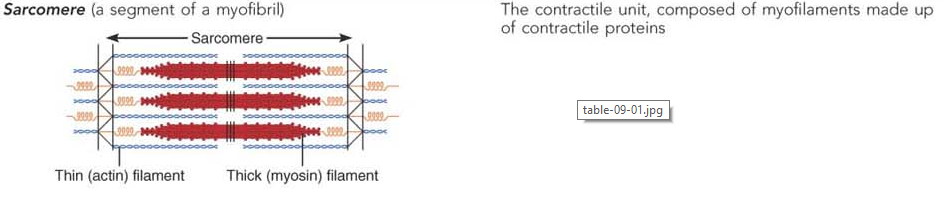 Sarcomere (a segment of a myofibril)
The contractile unit, composed of myofilaments made up
of contractile proteins
Sarcomere
table-09-01.jpg
Thin (actin) filament
Thick (myosin) filament